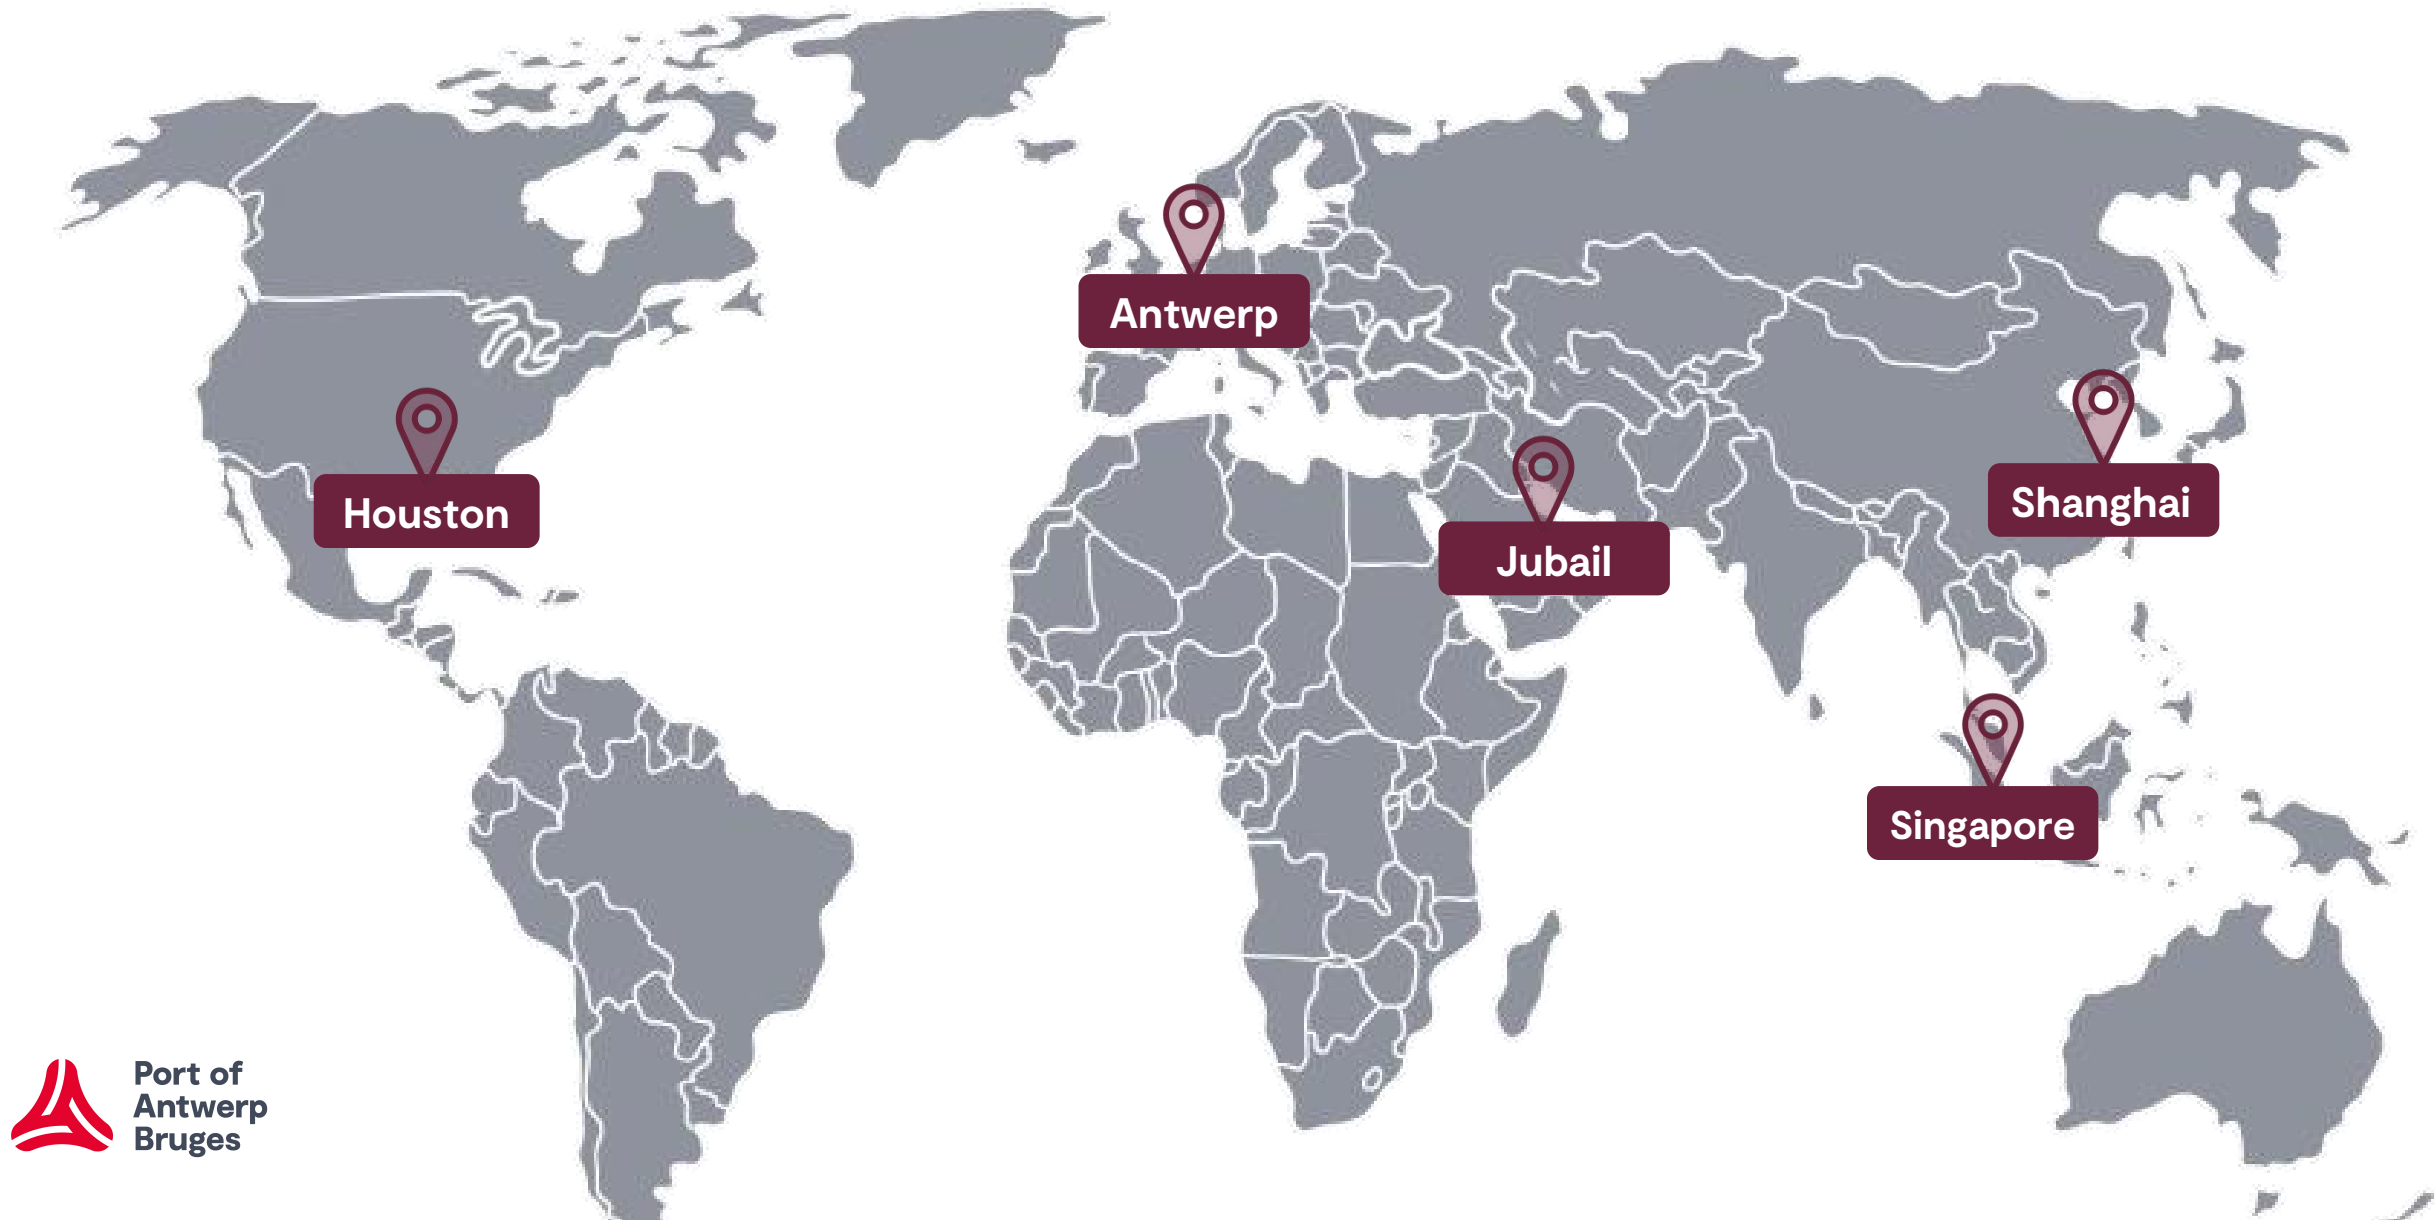 Antwerp
Houston
Shanghai
Jubail
Singapore
Port of
Antwerp
Bruges